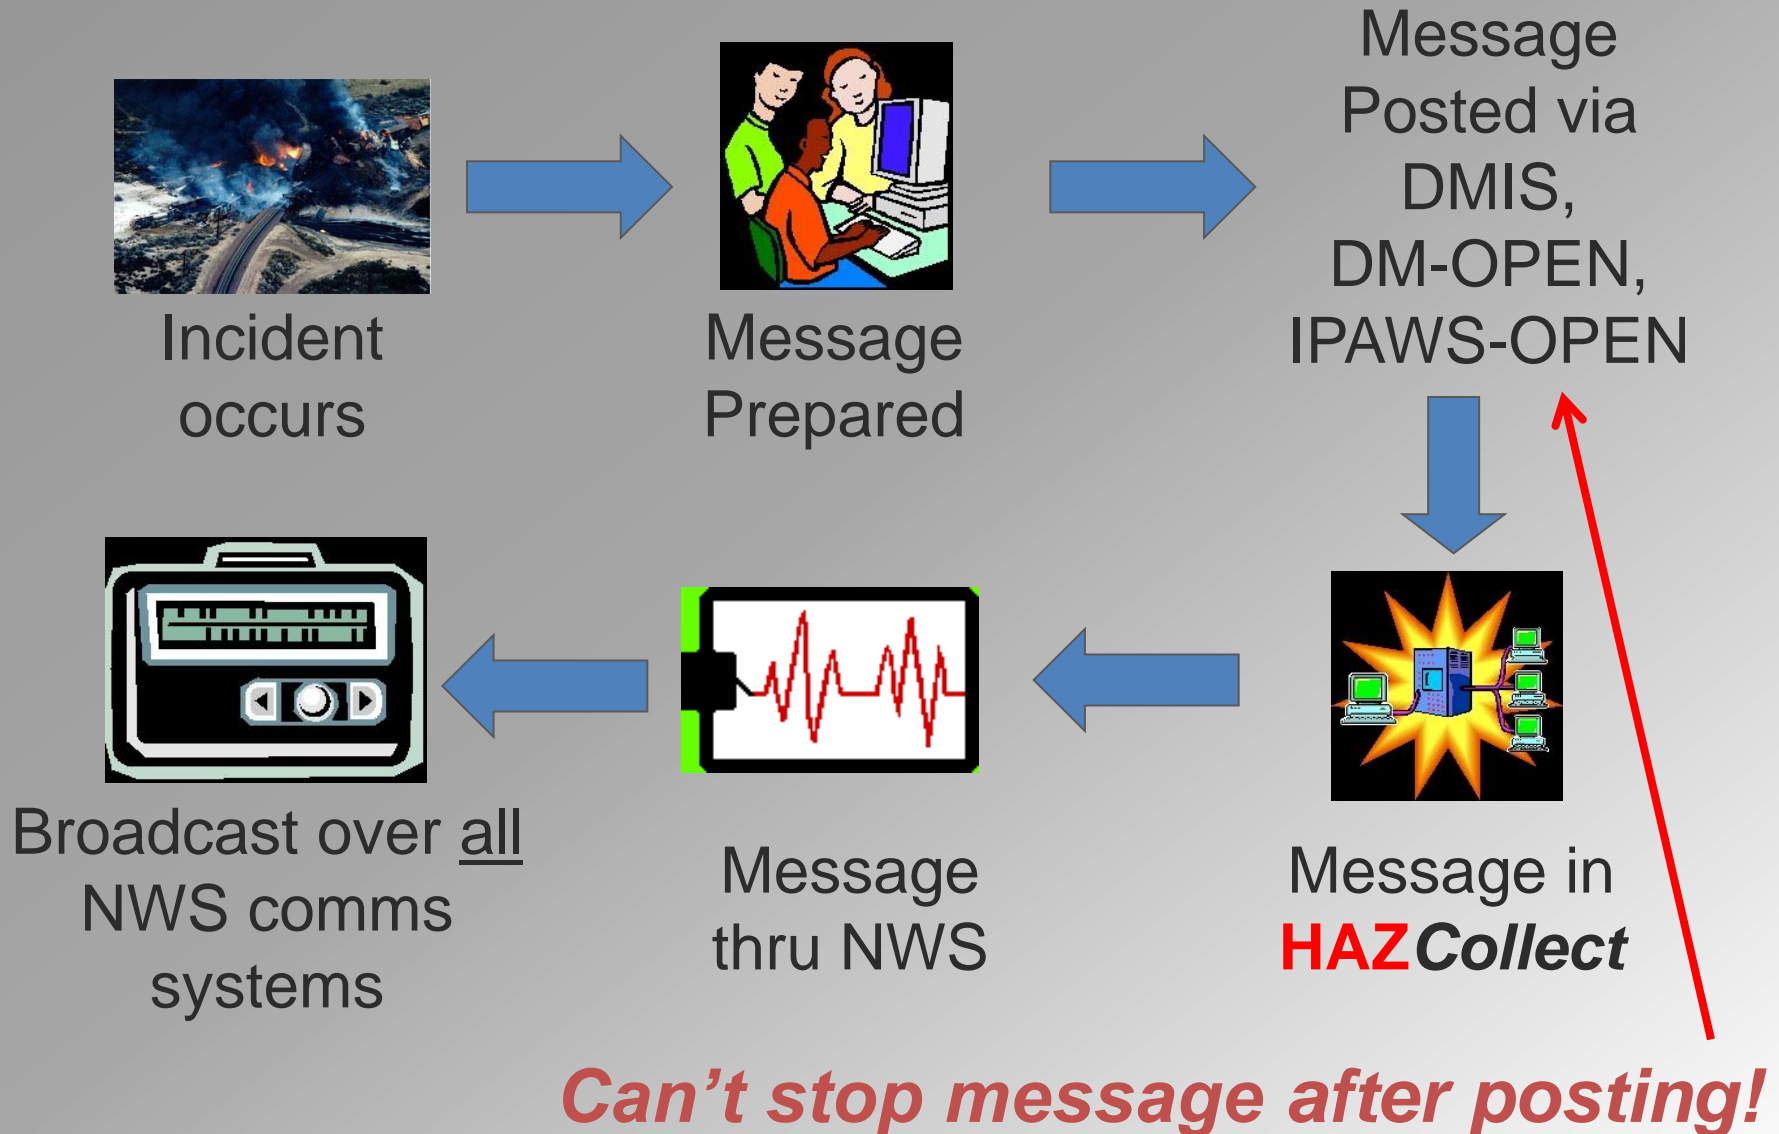 Incident
occurs
Message
Prepared
Message
Posted via
DMIS,
DM-OPEN,
IPAWS-OPEN
Message in
HAZCollect
Message
thru NWS
Broadcast over all
NWS comms
systems
Can’t stop message after posting!